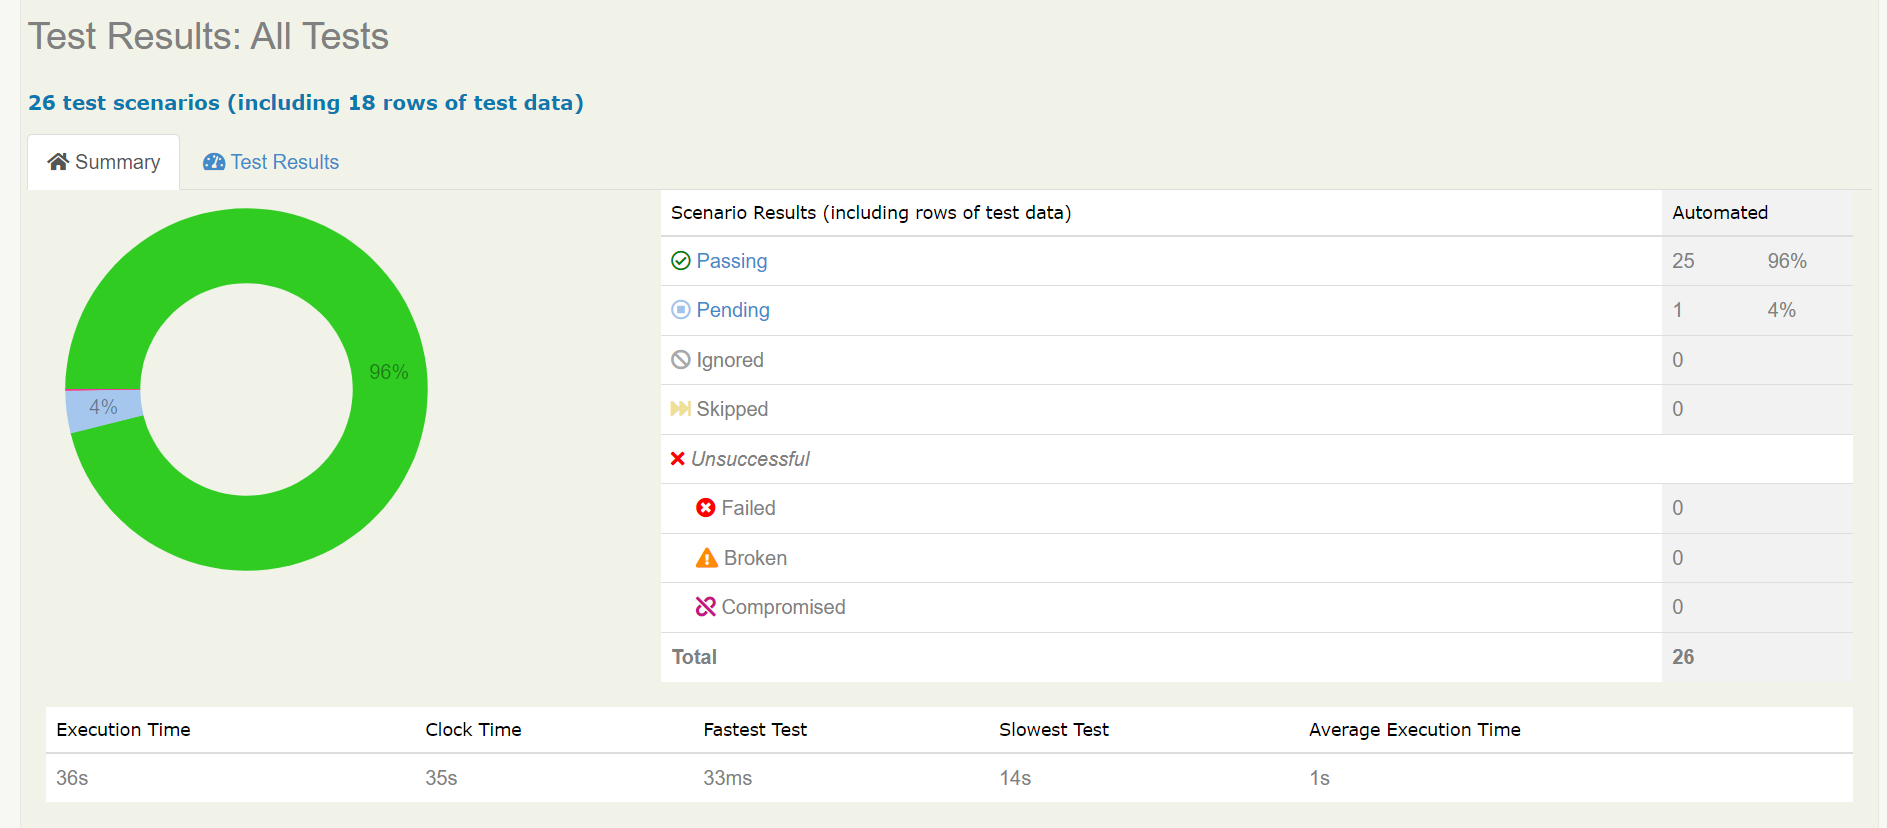 Test Results: All Tests
26 test scenarios (including 18 rows of test data)
Summary Test Results
96%
4%
Scenario Results (including rows of test data) Automated
Passing 25 96%
Pending 1 4%
Ignored 0
Skipped 0
Unsuccessful
Failed 0
Broken 0
Compromised 0
Total 26
Execution Time Clock Time Fastest Test Slowest Test Average Execution Time
36s 35s 33ms 14s 1s